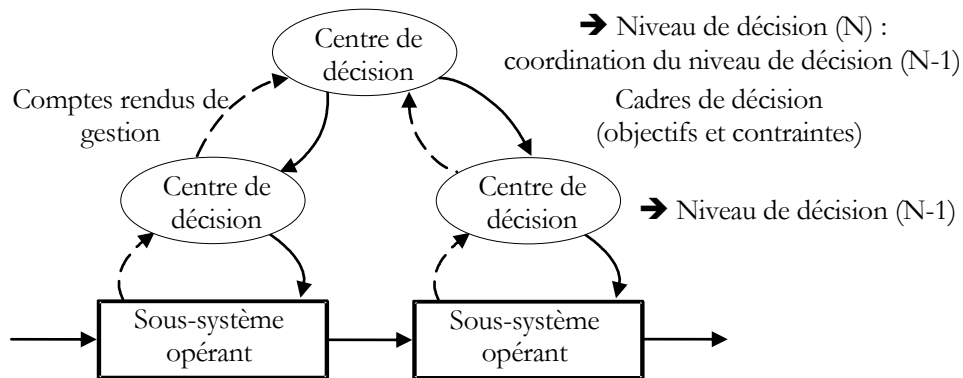 Centre de
décision
➔ Niveau de décision (N) :
coordination du niveau de décision (N-1)
Cadres de décision
(objectifs et contraintes)
Comptes rendus de
gestion
Centre de
décision
Centre de
décision
➔ Niveau de décision (N-1)
Sous-système
opérant
Sous-système
opérant